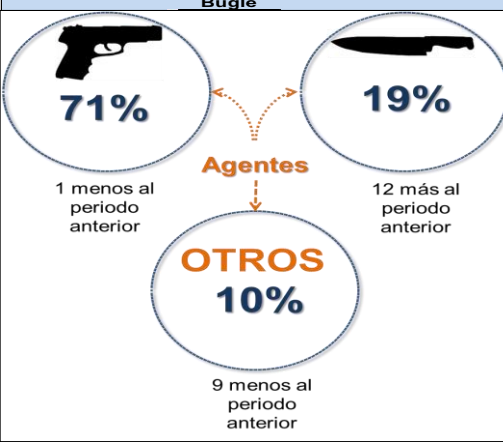 Bugle
71%
19%
Agentes
1 menos al
periodo
anterior
12 más al
periodo
anterior
OTROS
10%
9 menos al
periodo
anterior